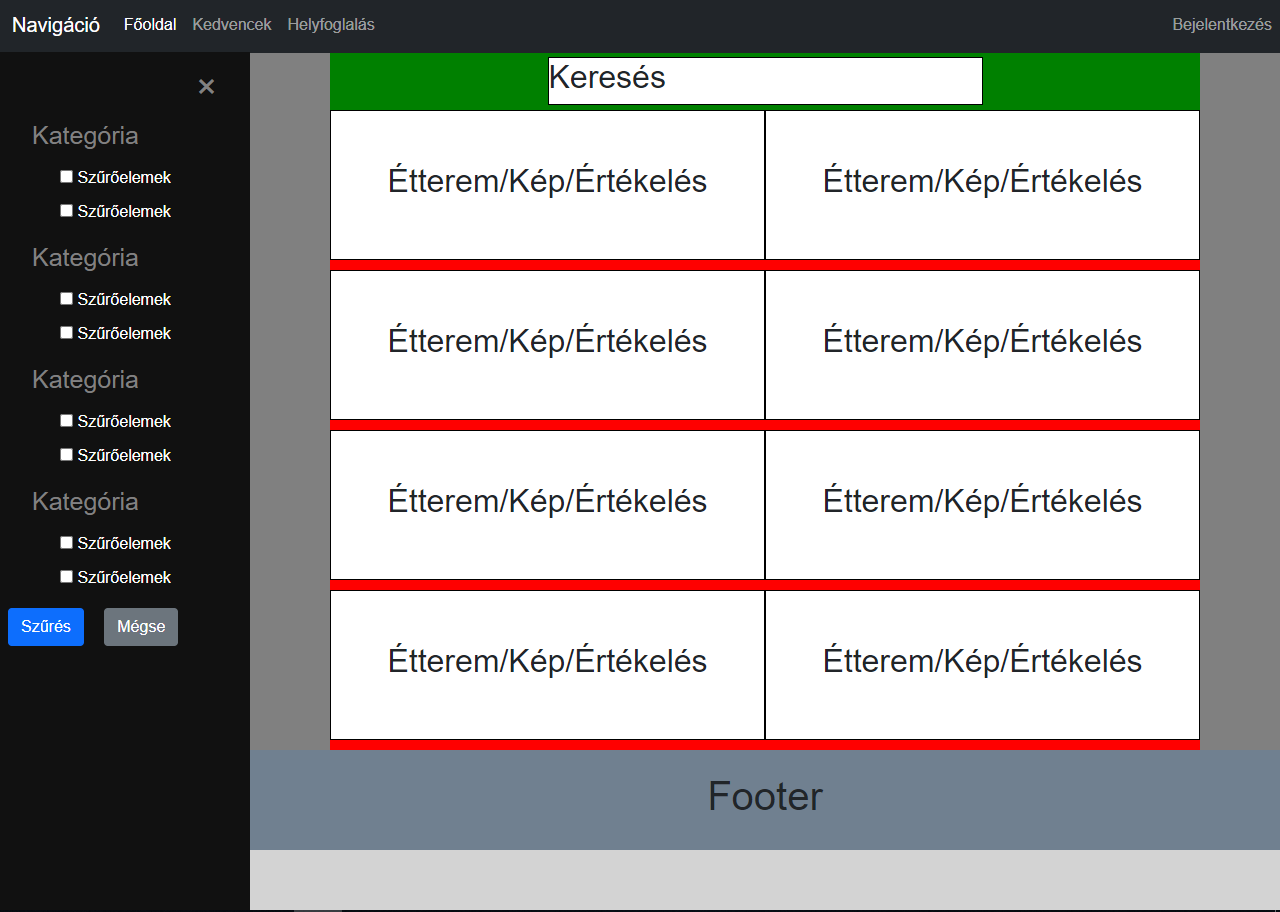 Navigáció Főoldal Kedvencek Helyfoglalás Bejelentkezés
×
Kategória
Szűrőelemek
Szűrőelemek
Kategória
Szűrőelemek
Szűrőelemek
Kategória
Szűrőelemek
Szűrőelemek
Kategória
Szűrőelemek
Szűrőelemek
Szűrés Mégse
Keresés
Étterem/Kép/Értékelés Étterem/Kép/Értékelés
Étterem/Kép/Értékelés Étterem/Kép/Értékelés
Étterem/Kép/Értékelés Étterem/Kép/Értékelés
Étterem/Kép/Értékelés Étterem/Kép/Értékelés
Footer